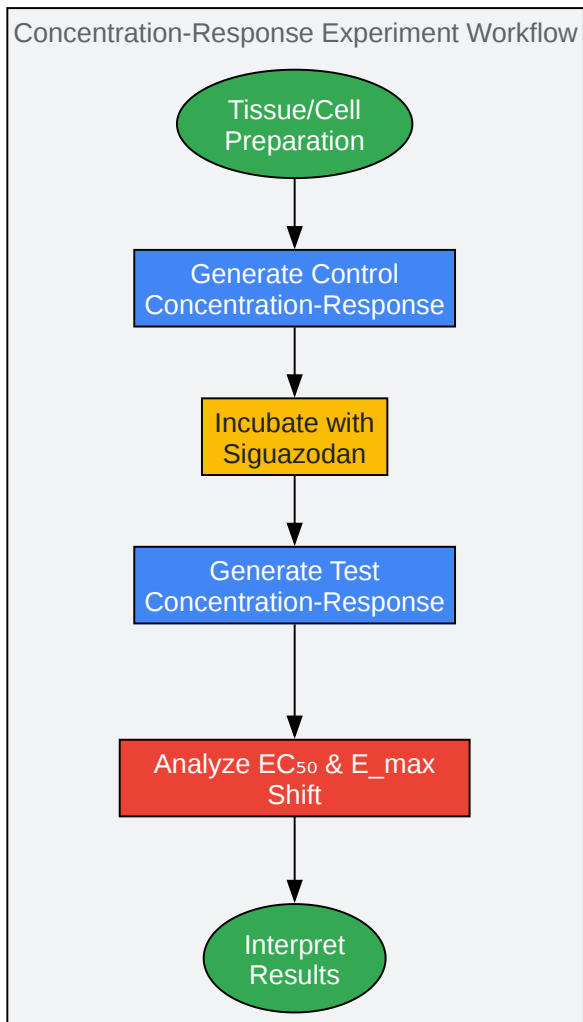 Concentration-Response Experiment Workflow
Tissue/Cell
Preparation
Generate Control
Concentration-Response
Incubate with
Siguazodan
Generate Test
Concentration-Response
Analyze EC₅₀ & E_max
Shift
Interpret
Results